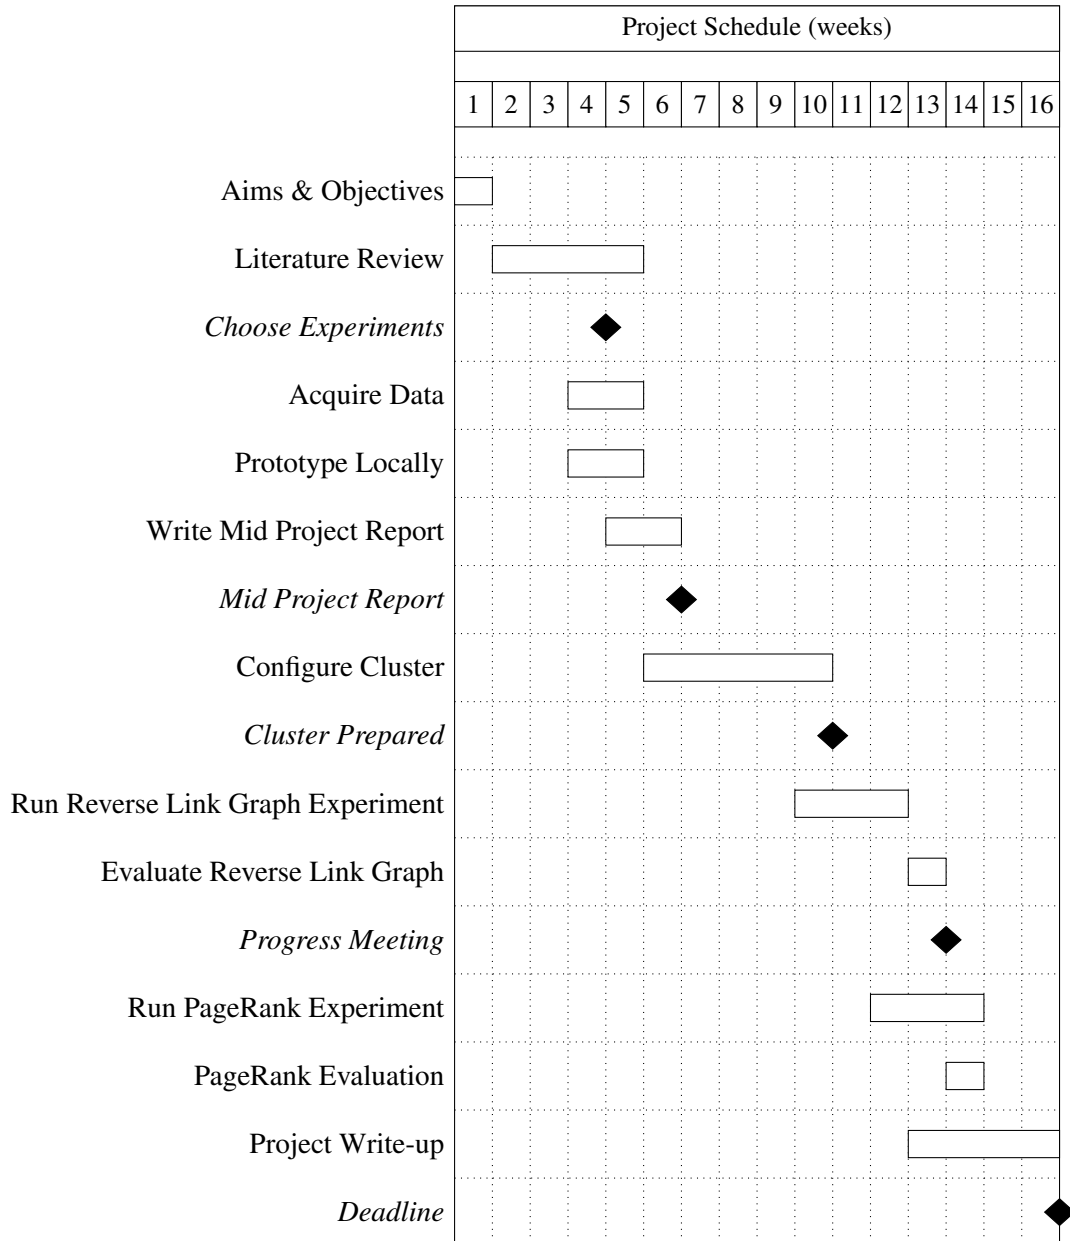 Project Schedule (weeks)
1 2 3 4 5 6 7 8 9 10 11 12 13 14 15 16
Aims & Objectives
Literature Review
Choose Experiments
Acquire Data
Prototype Locally
Write Mid Project Report
Mid Project Report
Configure Cluster
Cluster Prepared
Run Reverse Link Graph Experiment
Evaluate Reverse Link Graph
Progress Meeting
Run PageRank Experiment
PageRank Evaluation
Project Write-up
Deadline